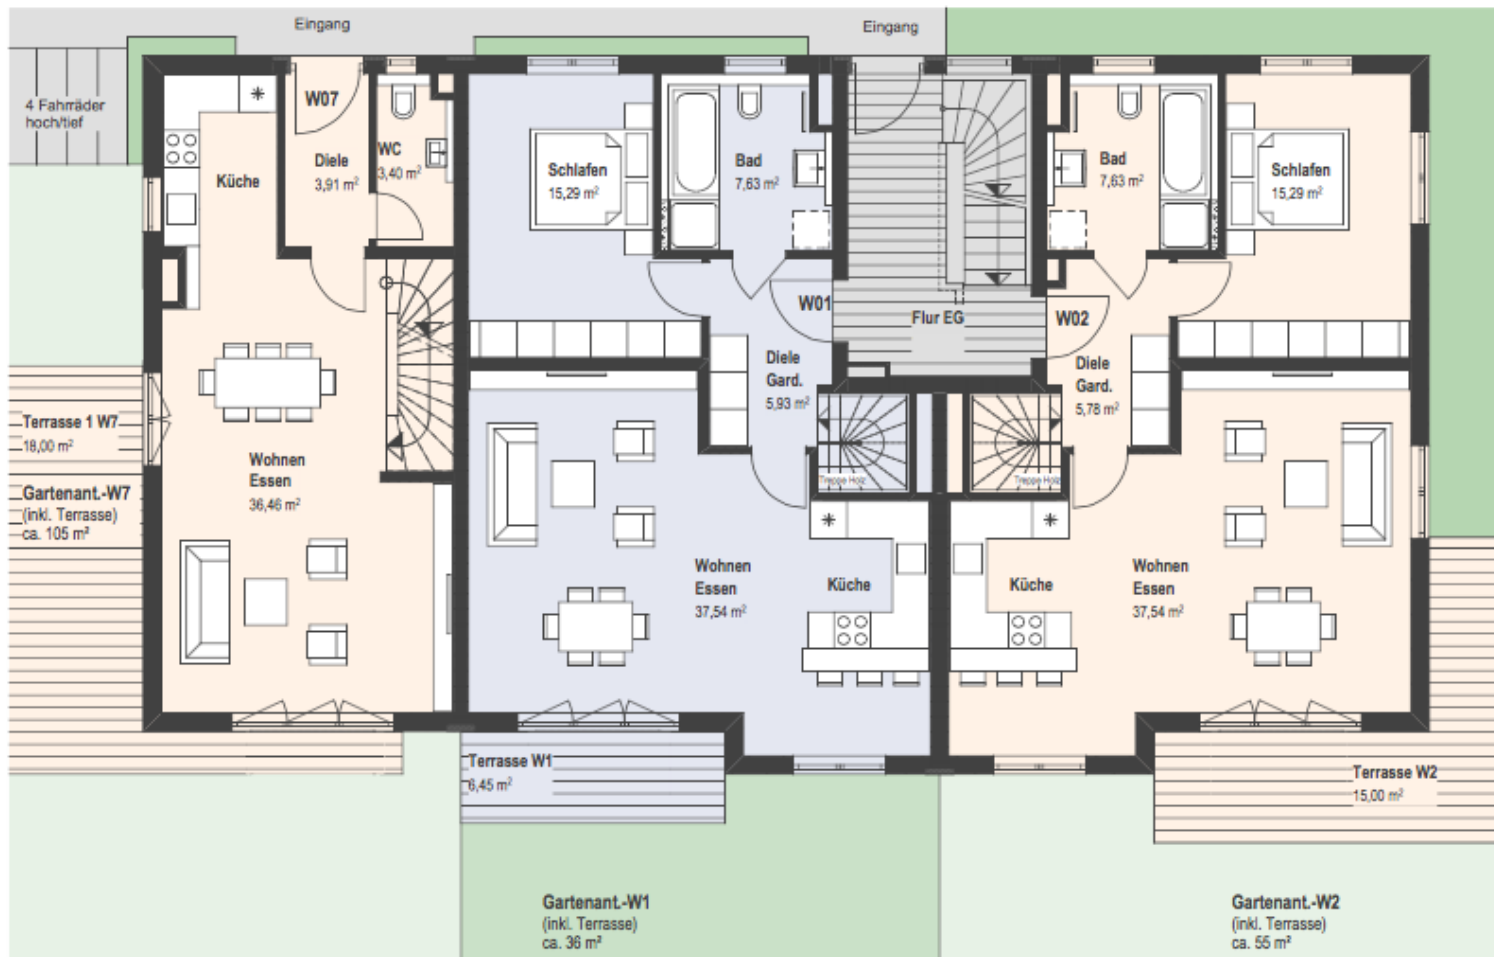 Eingang
Eingang
4 Fahrräder
hoch/tief
W07
WC
3,40 m²
Diele
3,91 m²
Küche
Schlafen
15,29 m²
Bad
7,63 m²
Bad
7,63 m²
Schlafen
15,29 m²
W01
Flur EG
W02
Diele
Gard.
5,93 m²
Diele
Gard.
5,78 m²
Terrasse 1 W7
18,00 m²
Gartenant.-W7
(inkl. Terrasse)
ca. 105 m²
Wohnen
Essen
36,46 m²
Treppe Holz
Treppe Holz
Wohnen
Essen
37,54 m²
Küche
Küche
Wohnen
Essen
37,54 m²
Terrasse W1
6,45 m²
Terrasse W2
15,00 m²
Gartenant.-W1
(inkl. Terrasse)
ca. 36 m²
Gartenant.-W2
(inkl. Terrasse)
ca. 55 m²